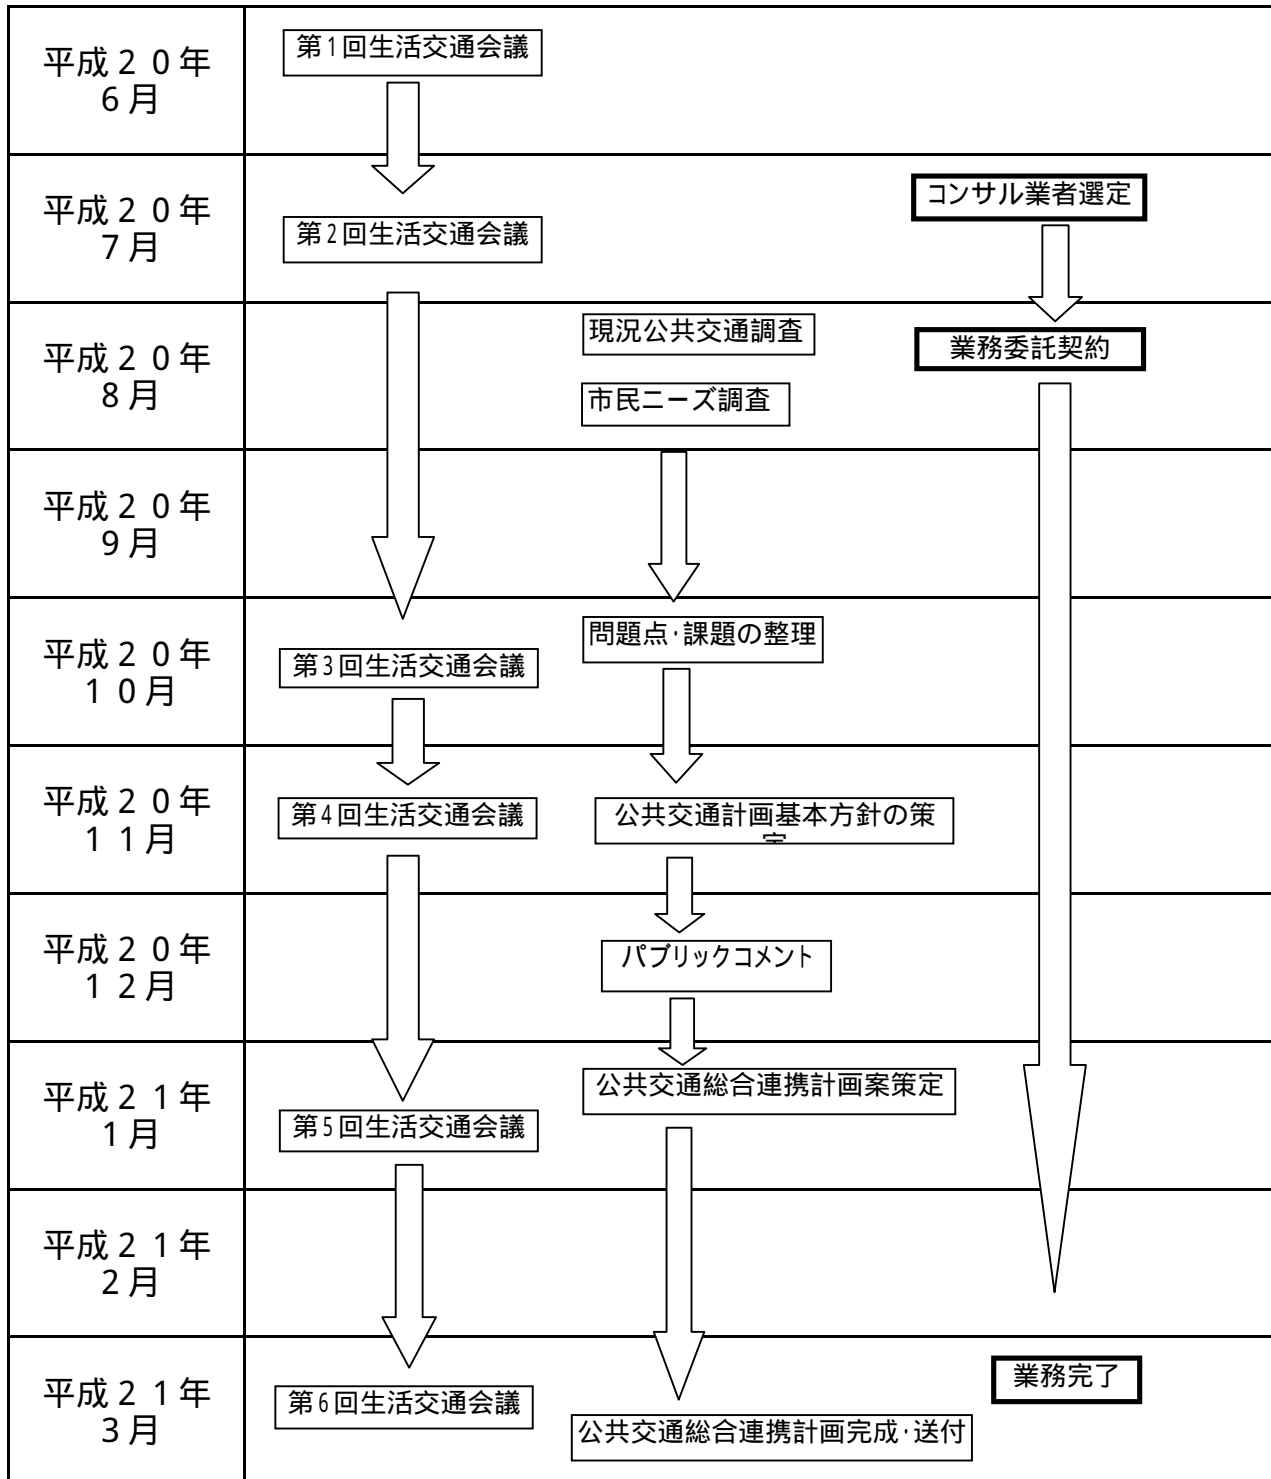 平成２０年
６月
第1回生活交通会議
平成２０年
７月
第2回生活交通会議
コンサル業者選定
平成２０年
８月
現況公共交通調査
市民ニーズ調査
業務委託契約
平成２０年
９月
平成２０年
１０月
第3回生活交通会議
問題点・課題の整理
平成２０年
１１月
第4回生活交通会議
公共交通計画基本方針の策
平成２０年
１２月
パブリックコメント
平成２１年
１月
第5回生活交通会議
公共交通総合連携計画案策定
平成２１年
２月
平成２１年
３月
第6回生活交通会議
公共交通総合連携計画完成・送付
業務完了